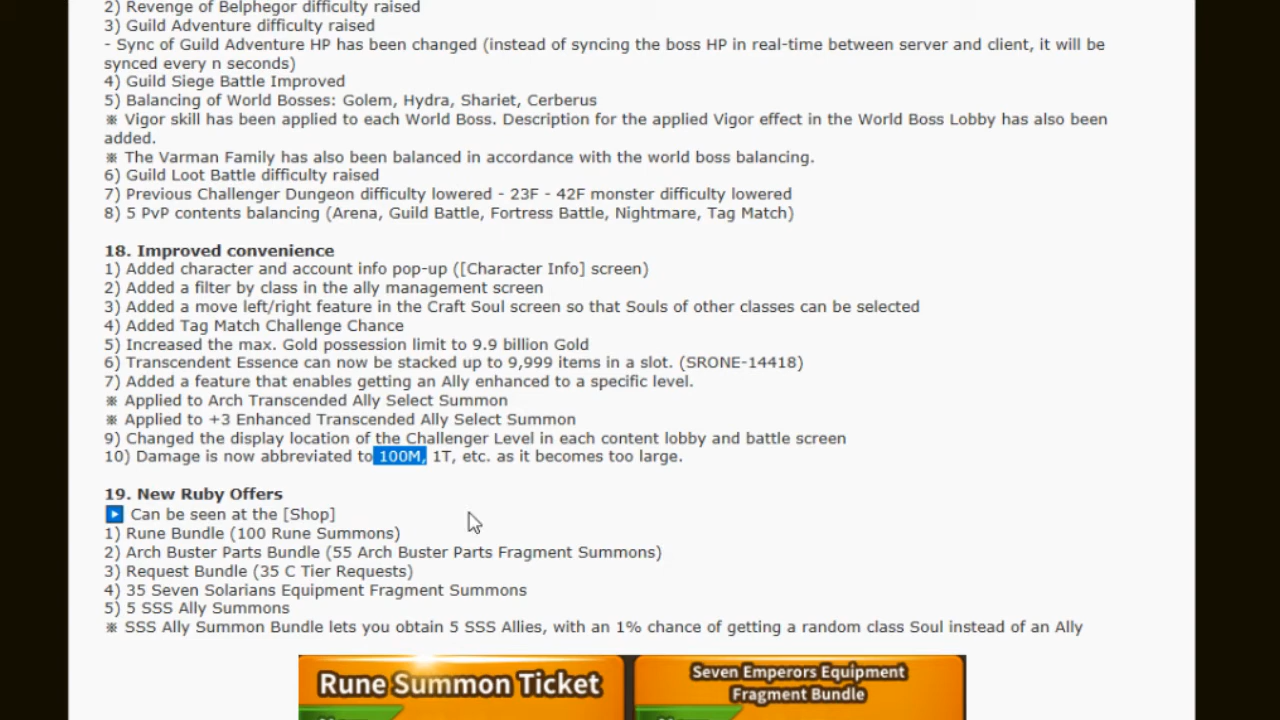 2) Revenge of Belphegor difficulty raised
3) Guild Adventure difficulty raised
- Sync of Guild Adventure HP has been changed (instead of syncing the boss HP in real-time between server and client, it will be
synced every n seconds)
4) Guild Siege Battle Improved
5) Balancing of World Bosses: Golem, Hydra, Shariet, Cerberus
※ Vigor skill has been applied to each World Boss. Description for the applied Vigor effect in the World Boss Lobby has also been
added.
※ The Varman Family has also been balanced in accordance with the world boss balancing.
6) Guild Loot Battle difficulty raised
7) Previous Challenger Dungeon difficulty lowered - 23F - 42F monster difficulty lowered
8) 5 PvP contents balancing (Arena, Guild Battle, Fortress Battle, Nightmare, Tag Match)
18. Improved convenience
1) Added character and account info pop-up ([Character Info] screen)
2) Added a filter by class in the ally management screen
3) Added a move left/right feature in the Craft Soul screen so that Souls of other classes can be selected
4) Added Tag Match Challenge Chance
5) Increased the max. Gold possession limit to 9.9 billion Gold
6) Transcendent Essence can now be stacked up to 9,999 items in a slot. (SRONE-14418)
7) Added a feature that enables getting an Ally enhanced to a specific level.
※ Applied to Arch Transcended Ally Select Summon
※ Applied to +3 Enhanced Transcended Ally Select Summon
9) Changed the display location of the Challenger Level in each content lobby and battle screen
10) Damage is now abbreviated to 100M, 1T, etc. as it becomes too large.
19. New Ruby Offers
▶ Can be seen at the [Shop]
1) Rune Bundle (100 Rune Summons)
2) Arch Buster Parts Bundle (55 Arch Buster Parts Fragment Summons)
3) Request Bundle (35 C Tier Requests)
4) 35 Seven Solarians Equipment Fragment Summons
5) 5 SSS Ally Summons
※ SSS Ally Summon Bundle lets you obtain 5 SSS Allies, with an 1% chance of getting a random class Soul instead of an Ally
Rune Summon Ticket
Seven Emperors Equipment
Fragment Bundle